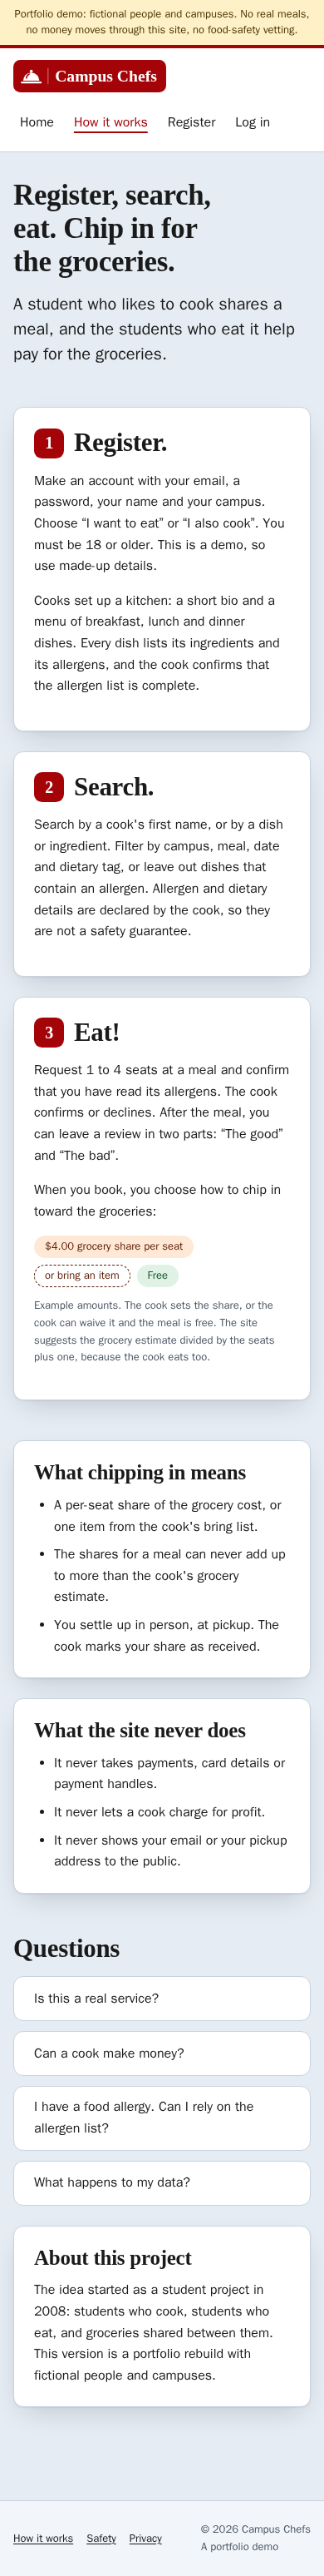 Portfolio demo: fictional people and campuses. No real meals,
no money moves through this site, no food-safety vetting.
Campus Chefs
Home How it works Register Log in
Register, search,
eat. Chip in for
the groceries.
A student who likes to cook shares a
meal, and the students who eat it help
pay for the groceries.
1 Register.
Make an account with your email, a
password, your name and your campus.
Choose “I want to eat” or “I also cook”. You
must be 18 or older. This is a demo, so
use made-up details.
Cooks set up a kitchen: a short bio and a
menu of breakfast, lunch and dinner
dishes. Every dish lists its ingredients and
its allergens, and the cook confirms that
the allergen list is complete.
2 Search.
Search by a cook's first name, or by a dish
or ingredient. Filter by campus, meal, date
and dietary tag, or leave out dishes that
contain an allergen. Allergen and dietary
details are declared by the cook, so they
are not a safety guarantee.
3 Eat!
Request 1 to 4 seats at a meal and confirm
that you have read its allergens. The cook
confirms or declines. After the meal, you
can leave a review in two parts: “The good”
and “The bad”.
When you book, you choose how to chip in
toward the groceries:
$4.00 grocery share per seat
or bring an item Free
Example amounts. The cook sets the share, or the
cook can waive it and the meal is free. The site
suggests the grocery estimate divided by the seats
plus one, because the cook eats too.
What chipping in means
• A per-seat share of the grocery cost, or
one item from the cook's bring list.
• The shares for a meal can never add up
to more than the cook's grocery
estimate.
• You settle up in person, at pickup. The
cook marks your share as received.
What the site never does
• It never takes payments, card details or
payment handles.
• It never lets a cook charge for profit.
• It never shows your email or your pickup
address to the public.
Questions
Is this a real service?
Can a cook make money?
I have a food allergy. Can I rely on the
allergen list?
What happens to my data?
About this project
The idea started as a student project in
2008: students who cook, students who
eat, and groceries shared between them.
This version is a portfolio rebuild with
fictional people and campuses.
How it works Safety Privacy
© 2026 Campus Chefs
A portfolio demo